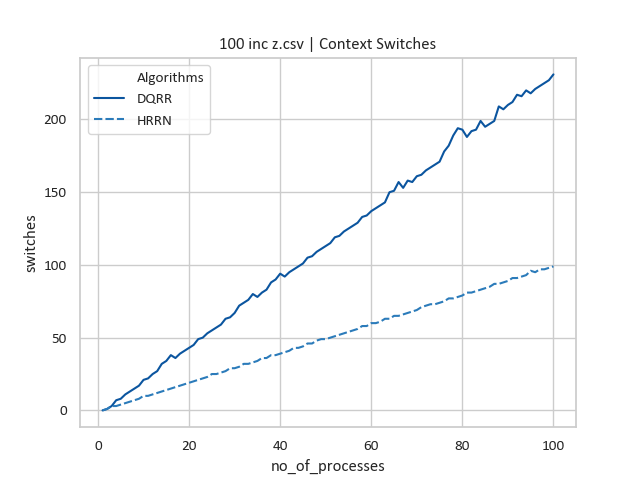 100 inc z.csv | Context Switches
Algorithms
DQRR
HRRN
switches
200
150
100
50
0
0 20 40 60 80 100
no_of_processes